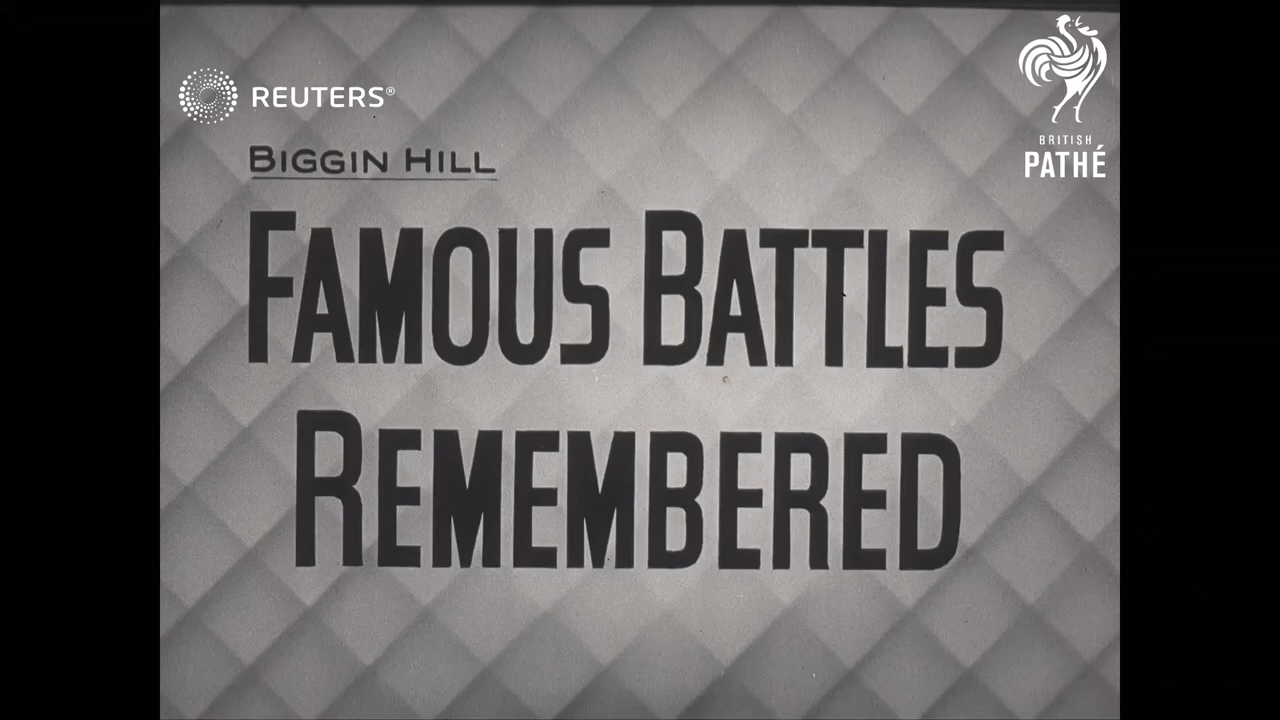 REUTERS®
BRITISH
PATHÉ
BIGGIN HILL
FAMOUS BATTLES
REMEMBERED